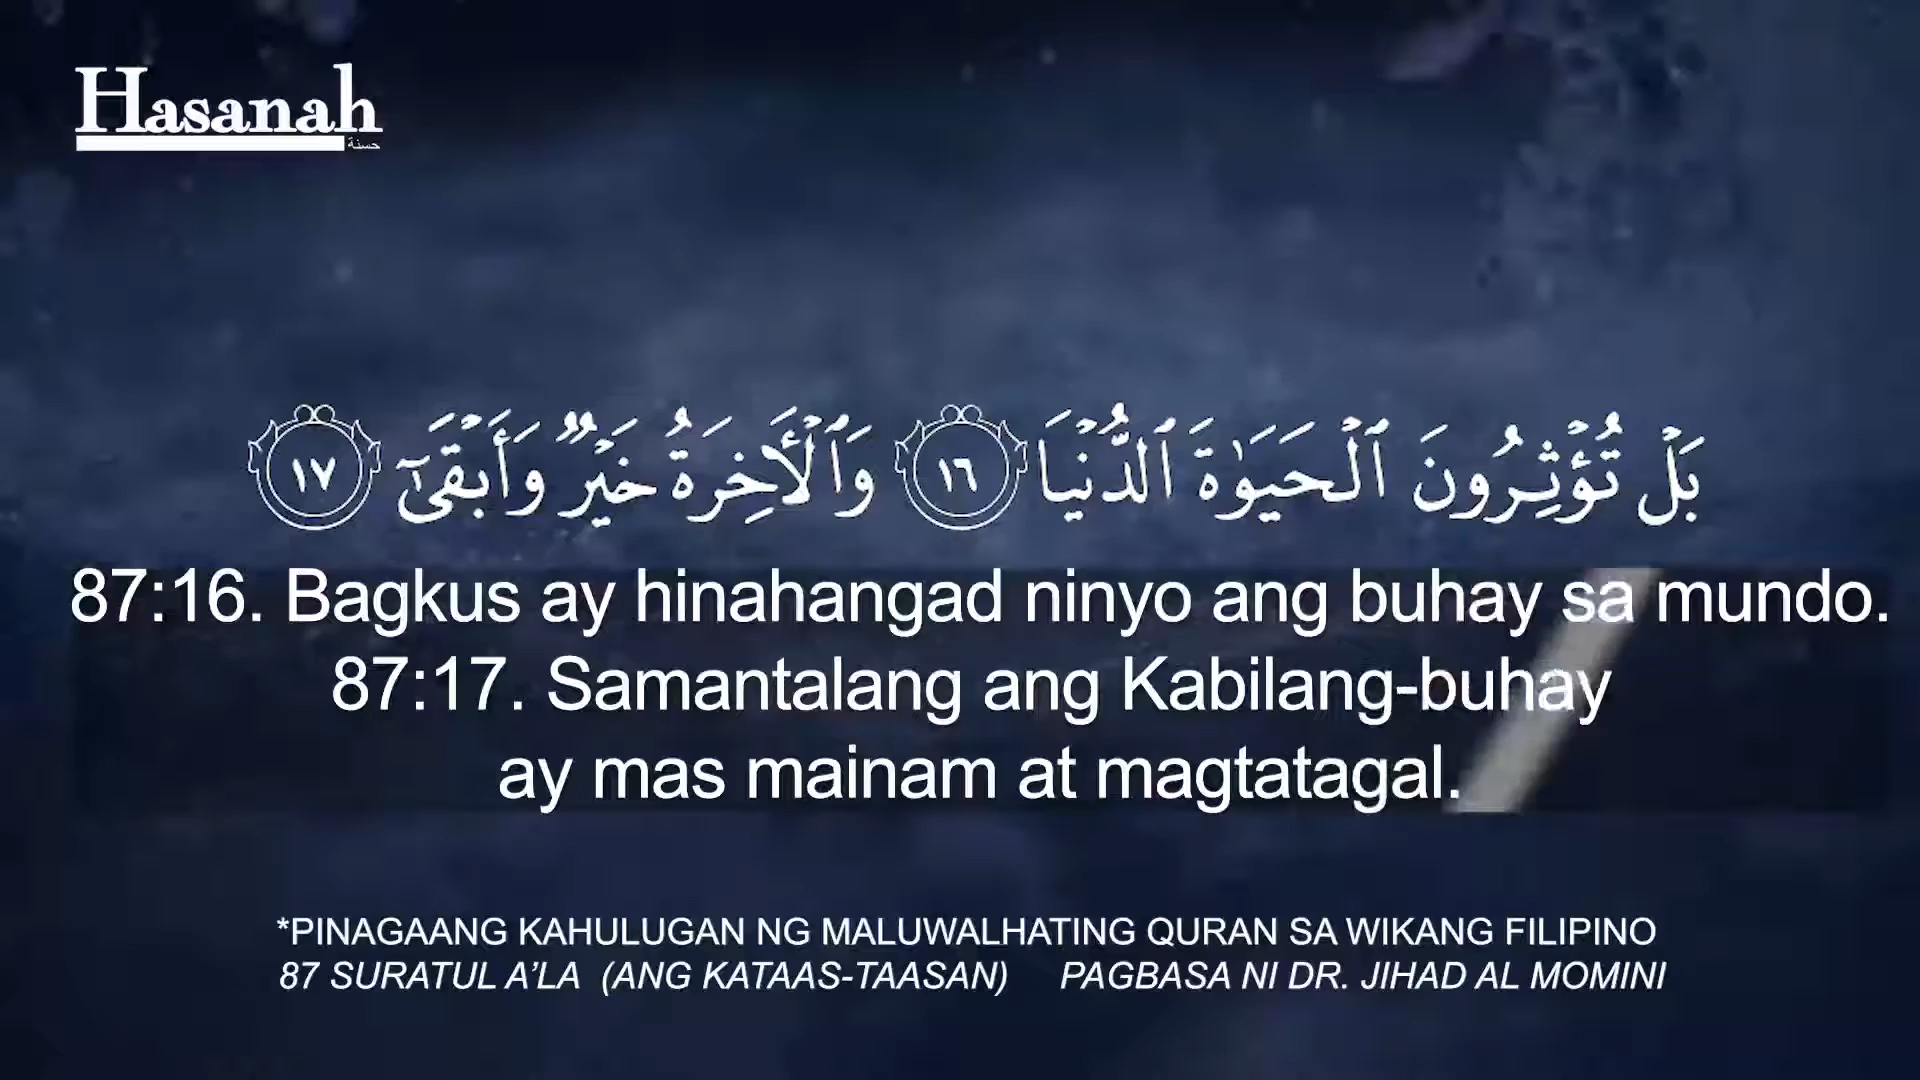 Hasanah
حسنة
بَلْ تُؤْثِرُونَ ٱلْحَيَوٰةَ ٱلدُّنْيَا ١٦ وَٱلْأَخِرَةُ خَيْرٌ وَأَبْقَىٰٓ ١٧
87:16. Bagkus ay hinahangad ninyo ang buhay sa mundo.
87:17. Samantalang ang Kabilang-buhay
ay mas mainam at magtatagal.
*PINAGAANG KAHULUGAN NG MALUWALHATING QURAN SA WIKANG FILIPINO
87 SURATUL A’LA (ANG KATAAS-TAASAN) PAGBASA NI DR. JIHAD AL MOMINI